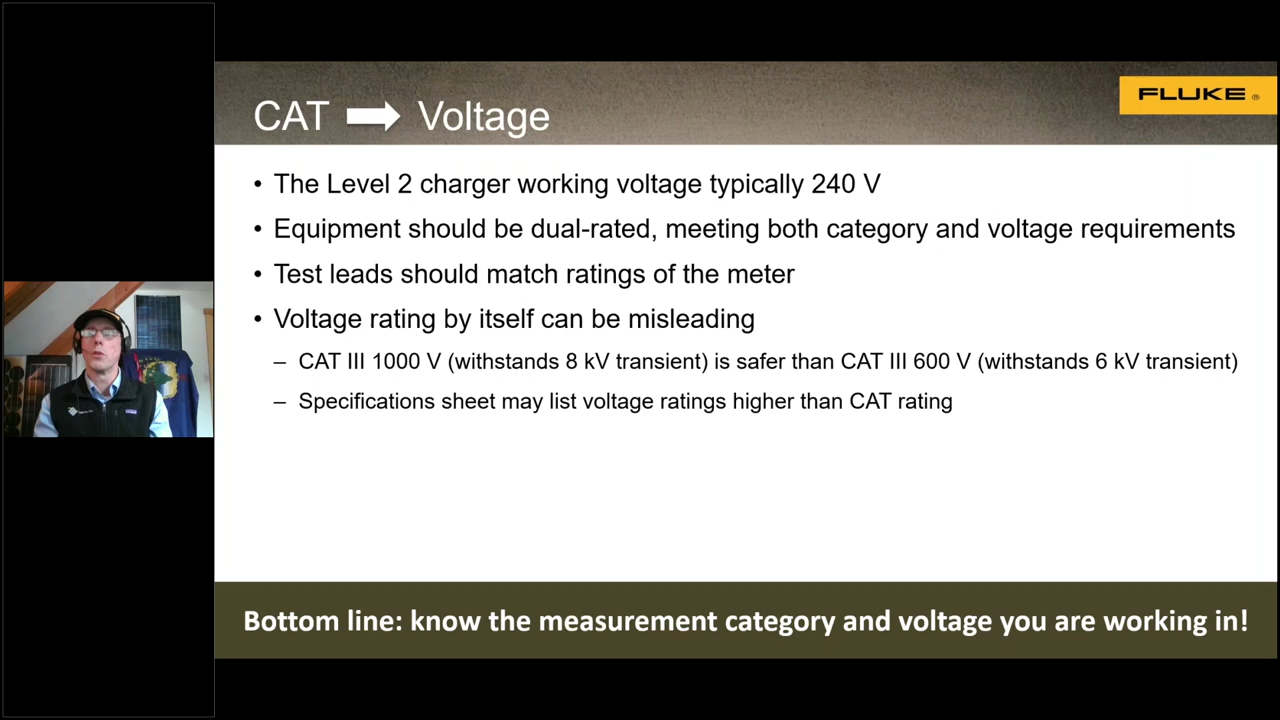 CAT Voltage
FLUKE ®
• The Level 2 charger working voltage typically 240 V
• Equipment should be dual-rated, meeting both category and voltage requirements
• Test leads should match ratings of the meter
• Voltage rating by itself can be misleading
– CAT III 1000 V (withstands 8 kV transient) is safer than CAT III 600 V (withstands 6 kV transient)
– Specifications sheet may list voltage ratings higher than CAT rating
Bottom line: know the measurement category and voltage you are working in!